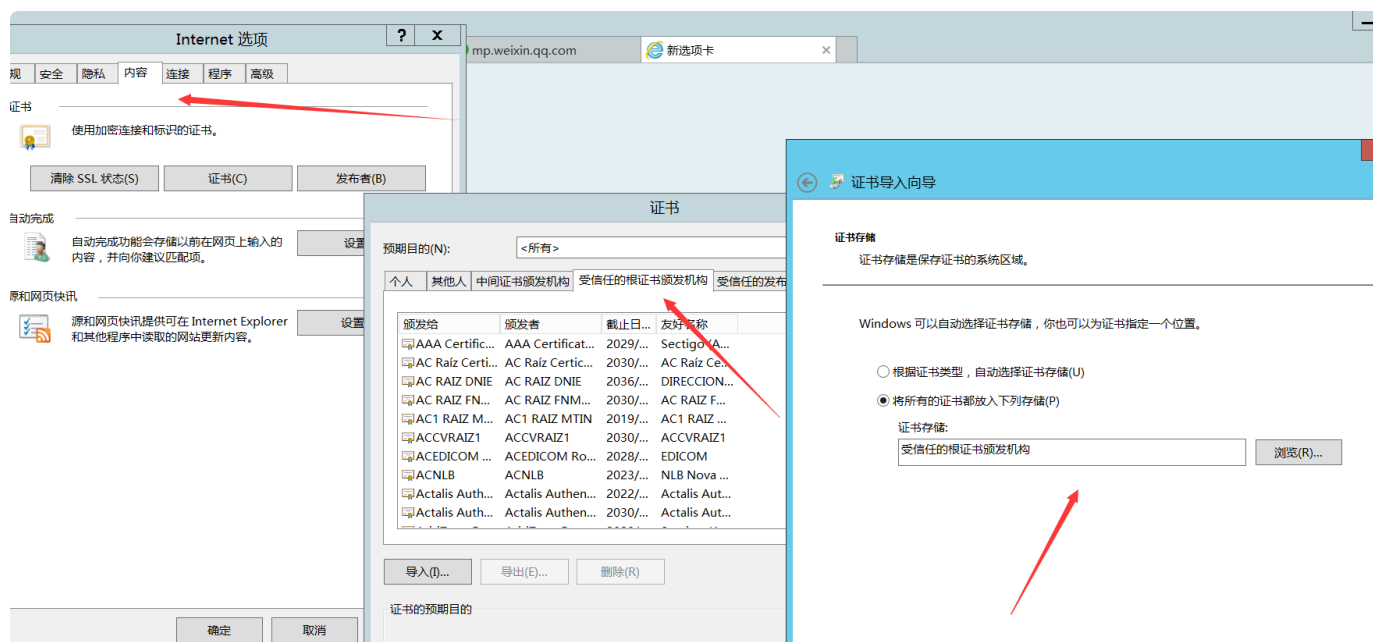 Internet 选项
? X
规 安全 隐私 内容 连接 程序 高级
证书
使用加密连接和标识的证书。
清除 SSL 状态(S) 证书(C) 发布者(B)
自动完成
自动完成功能会存储以前在网页上输入的
内容，并向你建议匹配项。
设置
源和网页快讯
源和网页快讯提供可在 Internet Explorer
和其他程序中读取的网站更新内容。
设置
确定 取消
mp.weixin.qq.com
新选项卡 ×
证书
预期目的(N): <所有>
个人 其他人 中间证书颁发机构 受信任的根证书颁发机构 受信任的发布
颁发给 颁发者 截止日... 友好名称
AAA Certific... AAA Certificat... 2029/... Sectigo (A...
AC Raíz Certi... AC Raíz Certic... 2030/... AC Raíz Ce...
AC RAIZ DNIE AC RAIZ DNIE 2036/... DIRECCION...
AC RAIZ FN... AC RAIZ FNM... 2030/... AC RAIZ F...
AC1 RAIZ M... AC1 RAIZ MTIN 2019/... AC1 RAIZ ...
ACCVRAIZ1 ACCVRAIZ1 2030/... ACCVRAIZ1
ACEDICOM ... ACEDICOM Ro... 2028/... EDICOM
ACNLB ACNLB 2023/... NLB Nova ...
Actalis Auth... Actalis Authen... 2022/... Actalis Aut...
Actalis Auth... Actalis Authen... 2030/... Actalis Aut...
导入(I)... 导出(E)... 删除(R)
证书的预期目的
证书导入向导
证书存储
证书存储是保存证书的系统区域。
Windows 可以自动选择证书存储，你也可以为证书指定一个位置。
根据证书类型，自动选择证书存储(U)
将所有的证书都放入下列存储(P)
证书存储:
受信任的根证书颁发机构
浏览(R)...